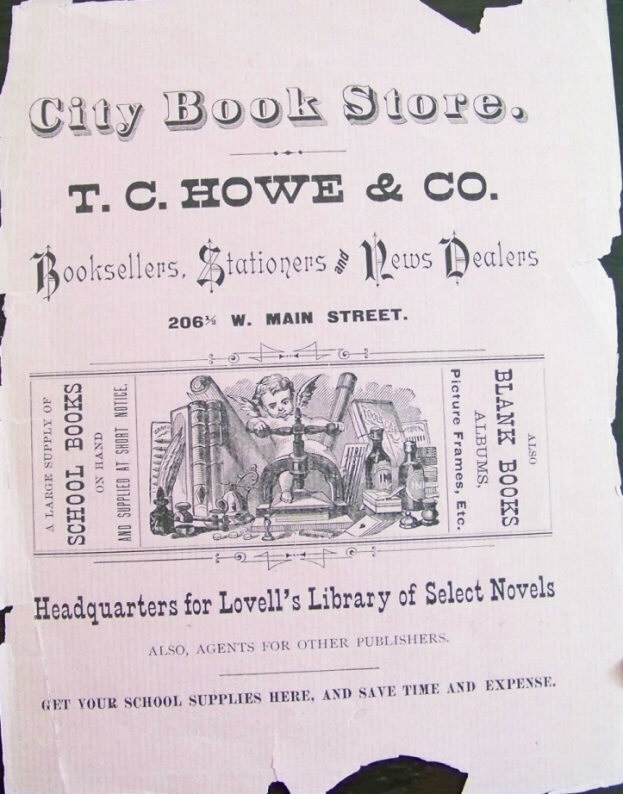 City Book Store.
T. C. HOWE & CO.
Booksellers, Stationers and News Dealers
206½ W. MAIN STREET.
A LARGE SUPPLY OF
SCHOOL BOOKS
ON HAND
AND SUPPLIED AT SHORT NOTICE.
ALSO
BLANK BOOKS
ALBUMS,
Picture Frames, Etc.
Headquarters for Lovell's Library of Select Novels
ALSO, AGENTS FOR OTHER PUBLISHERS.
GET YOUR SCHOOL SUPPLIES HERE, AND SAVE TIME AND EXPENSE.